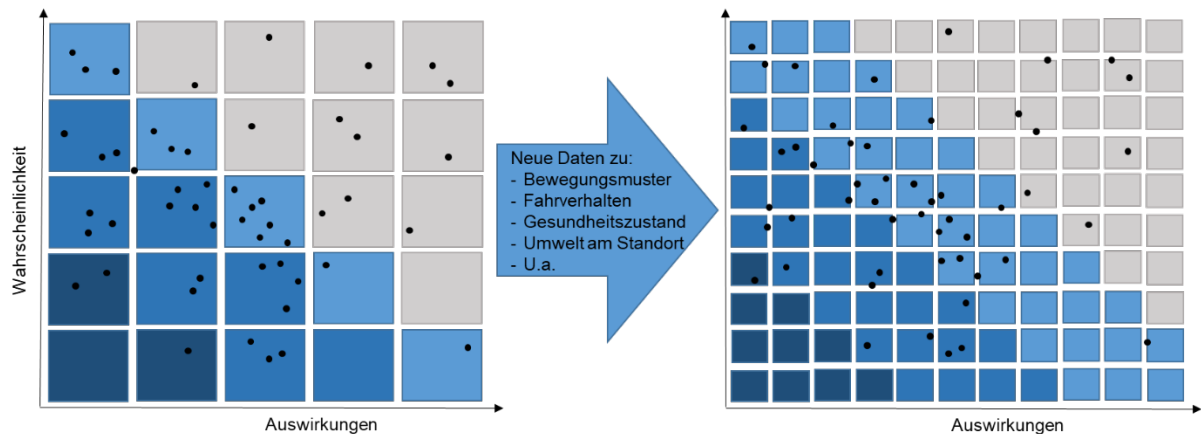 Wahrscheinlichkeit
Auswirkungen
Neue Daten zu:
- Bewegungsmuster
- Fahrverhalten
- Gesundheitszustand
- Umwelt am Standort
- U.a.
Auswirkungen